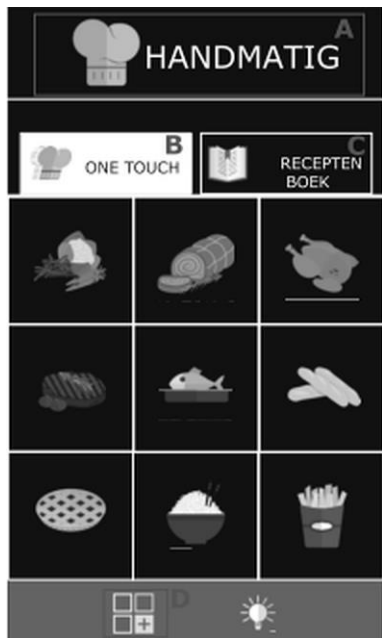 A
HANDMATIG
B
ONE TOUCH
C
RECEPTEN
BOEK
D